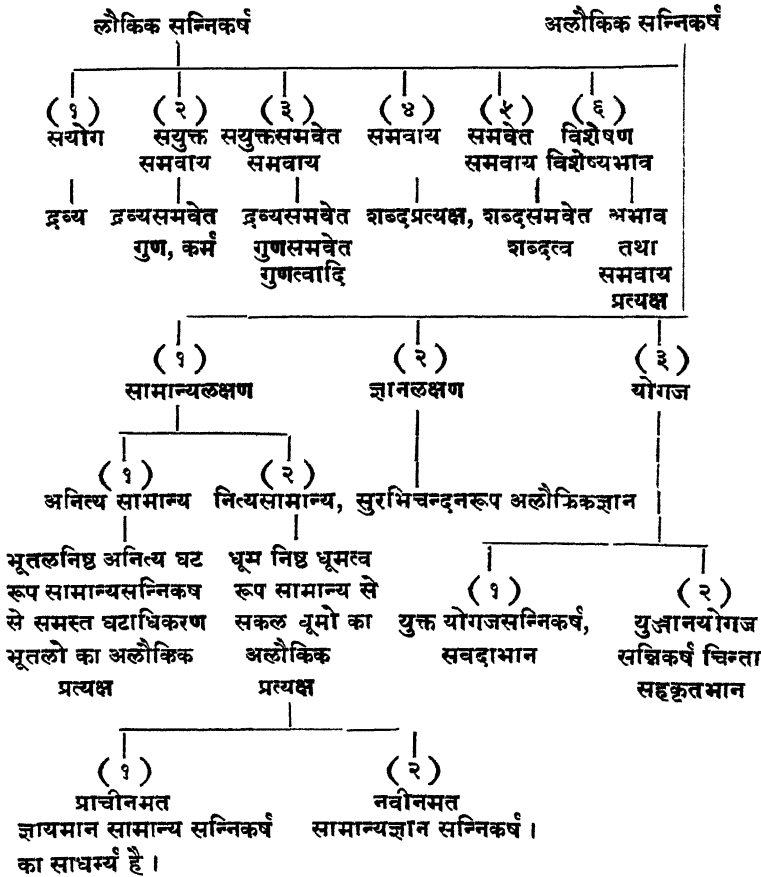 लौकिक सन्निकर्ष अलौकिक सन्निकर्ष
(१) (२) (३) (४) (५) (६)
सयोग सयुक्त सयुक्तसमवेत समवाय समवेत विशेषण
समवाय समवाय समवाय विशेष्यभाव
द्रव्य द्रव्यसमवेत द्रव्यसमवेत शब्दप्रत्यक्ष, शब्दसमवेत अभाव
गुण, कर्म गुणसमवेत शब्दत्व तथा
गुणत्वादि समवाय
प्रत्यक्ष
(१) (२) (३)
सामान्यलक्षण ज्ञानलक्षण योगज
(१) (२)
अनित्य सामान्य नित्यसामान्य, सुरभिचन्दनरूप अलौकिकज्ञान
भूतलनिष्ठ अनित्य घट धूम निष्ठ धूमत्व
रूप सामान्यसन्निकष रूप सामान्य से (१) (२)
से समस्त घटाधिकरण सकल धूमो का युक्त योगजसन्निकर्ष, युञ्जानयोगज
भूतलो का अलौकिक अलौकिक सवदाभान सन्निकर्ष चिन्ता
प्रत्यक्ष प्रत्यक्ष सहकृतभान
(१) (२)
प्राचीनमत नवीनमत
ज्ञायमान सामान्य सन्निकर्ष सामान्यज्ञान सन्निकर्ष ।
का साधर्म्य है ।